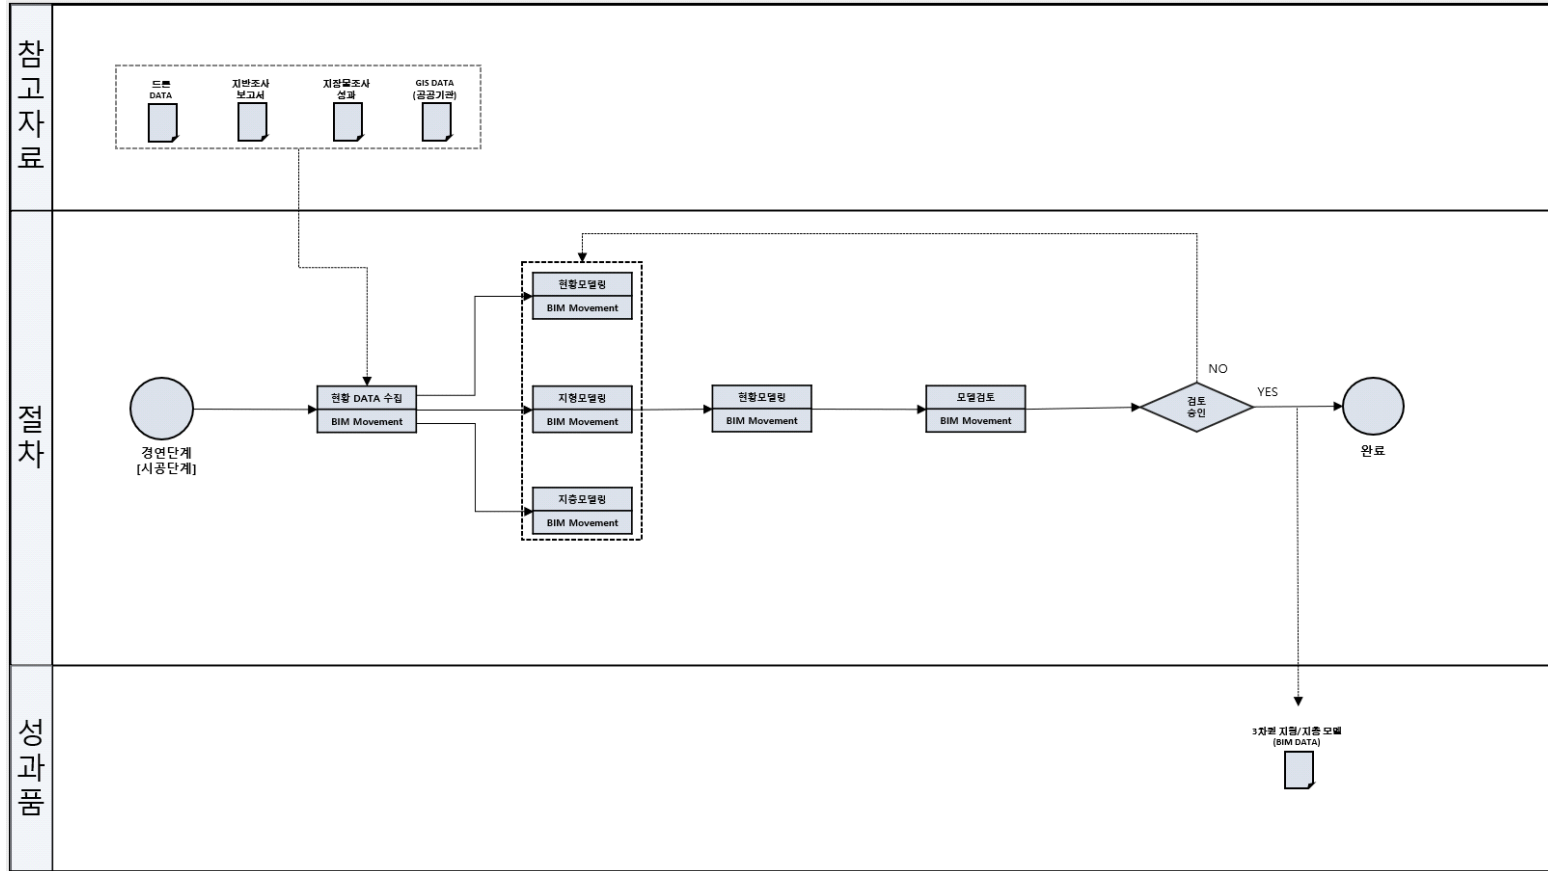 참고자료
드론
DATA
지반조사
보고서
지장물조사
성과
GIS DATA
(공공기관)
절차
경연단계
[시공단계]
현황 DATA 수집
BIM Movement
현황모델링
BIM Movement
지형모델링
BIM Movement
지층모델링
BIM Movement
현황모델링
BIM Movement
모델검토
BIM Movement
검토
승인
NO
YES
완료
성과품
3차원 지형/지층 모델
(BIM DATA)